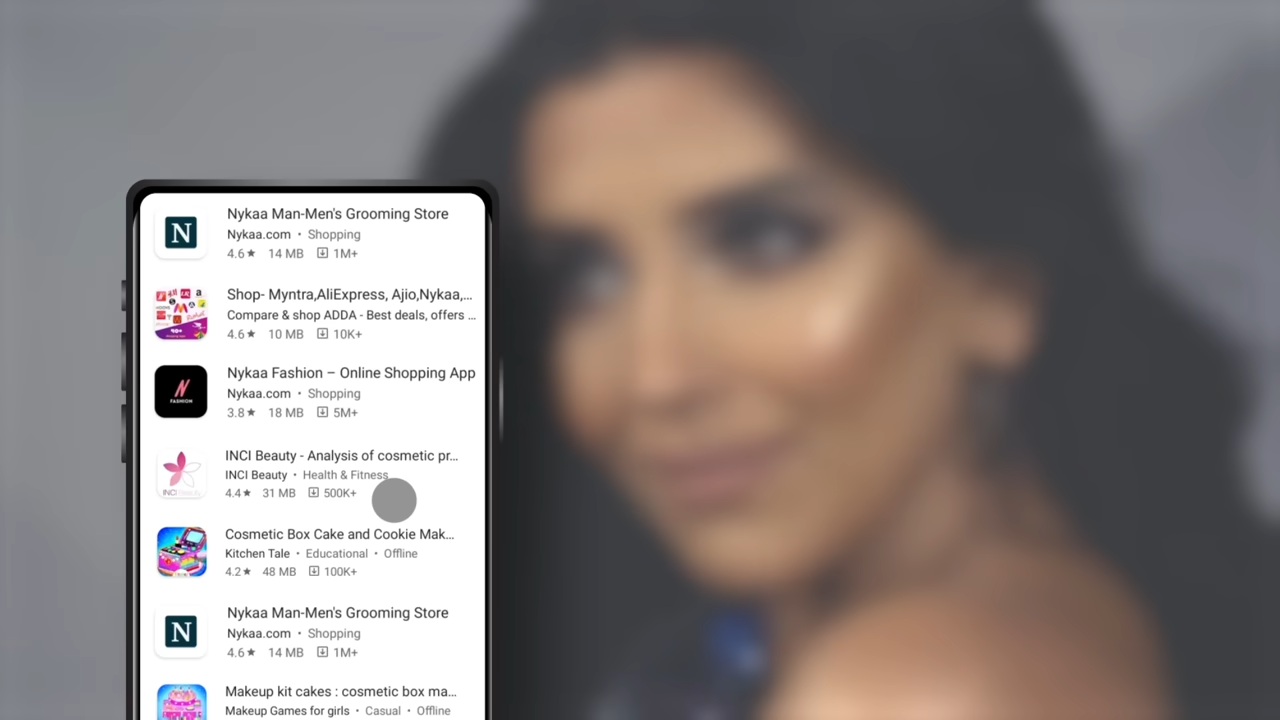 N
Nykaa Man-Men's Grooming Store
Nykaa.com • Shopping
4.6★ 14 MB 1M+
Shop- Myntra,AliExpress, Ajio,Nykaa,...
Compare & shop ADDA - Best deals, offers ...
4.6★ 10 MB 10K+
N
FASHION
Nykaa Fashion – Online Shopping App
Nykaa.com • Shopping
3.8★ 18 MB 5M+
INCI Beauty - Analysis of cosmetic pr...
INCI Beauty • Health & Fitness
4.4★ 31 MB 500K+
Cosmetic Box Cake and Cookie Mak...
Kitchen Tale • Educational • Offline
4.2★ 48 MB 100K+
N
Nykaa Man-Men's Grooming Store
Nykaa.com • Shopping
4.6★ 14 MB 1M+
Makeup kit cakes : cosmetic box ma...
Makeup Games for girls • Casual • Offline